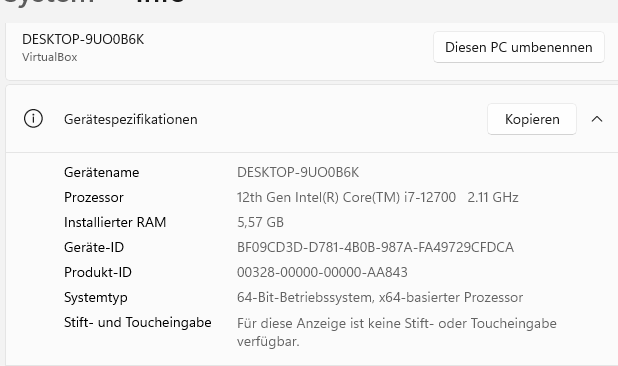 System Info
DESKTOP-9UO0B6K
VirtualBox
Diesen PC umbenennen
Gerätespezifikationen
Kopieren
Gerätename DESKTOP-9UO0B6K
Prozessor 12th Gen Intel(R) Core(TM) i7-12700 2.11 GHz
Installierter RAM 5,57 GB
Geräte-ID BF09CD3D-D781-4B0B-987A-FA49729CFDCA
Produkt-ID 00328-00000-00000-AA843
Systemtyp 64-Bit-Betriebssystem, x64-basierter Prozessor
Stift- und Toucheingabe Für diese Anzeige ist keine Stift- oder Toucheingabe
verfügbar.